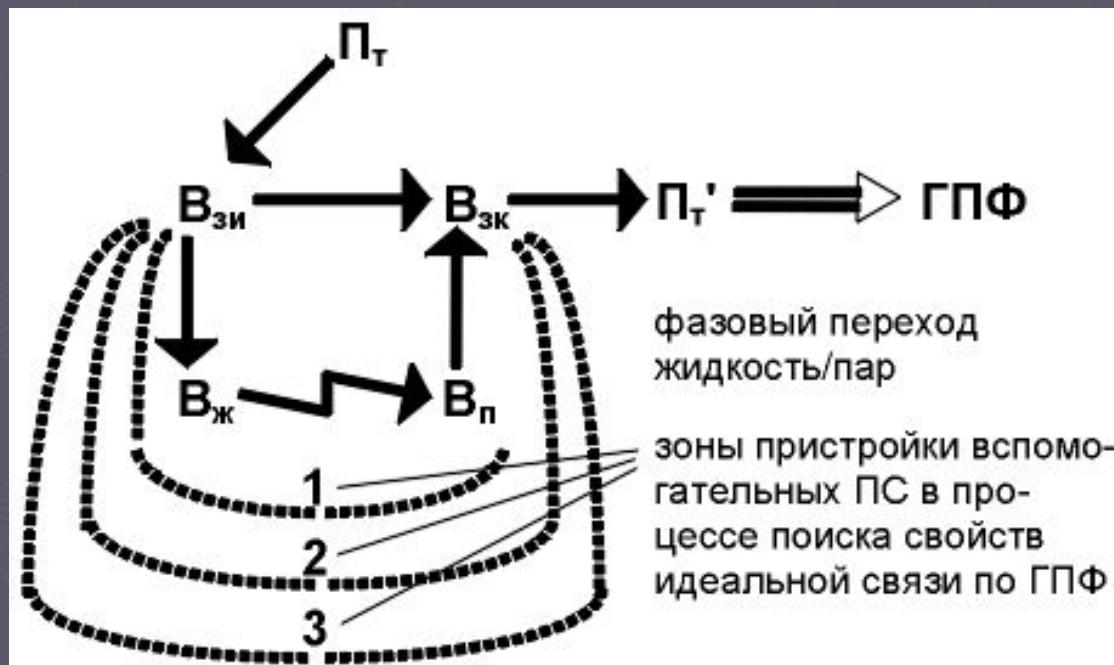 Пт
Взи Взк Пт' ГПФ
фазовый переход
жидкость/пар
Вж Вп
зоны пристройки вспомо-
гательных ПС в про-
цессе поиска свойств
идеальной связи по ГПФ
1
2
3